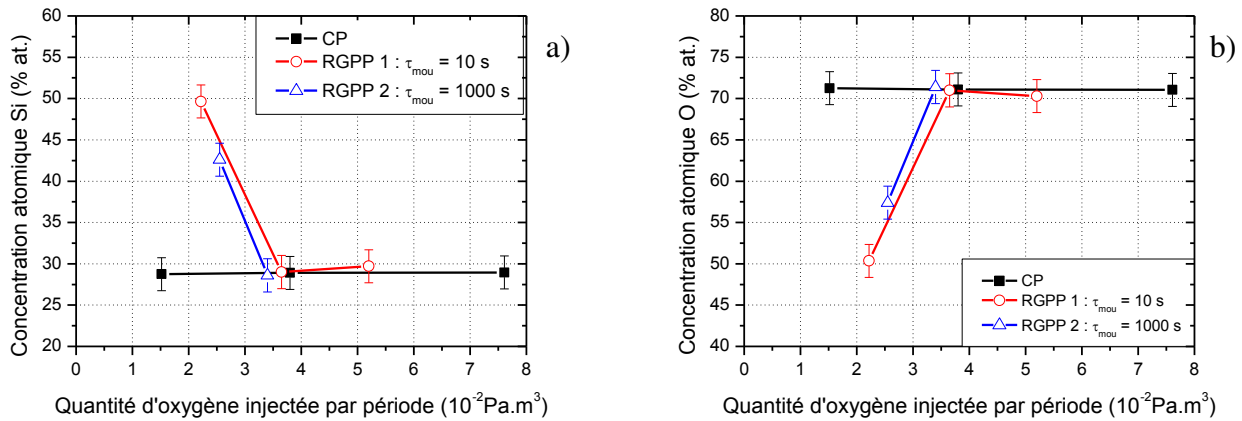 a)
CP
RGPP 1 : τmou = 10 s
RGPP 2 : τmou = 1000 s
Concentration atomique Si (% at.)
60
55
50
45
40
35
30
25
20
0 1 2 3 4 5 6 7 8
Quantité d'oxygène injectée par période (10⁻²Pa.m³)
b)
Concentration atomique O (% at.)
80
75
70
65
60
55
50
45
40
CP
RGPP 1 : τmou = 10 s
RGPP 2 : τmou = 1000 s
0 1 2 3 4 5 6 7 8
Quantité d'oxygène injectée par période (10⁻²Pa.m³)